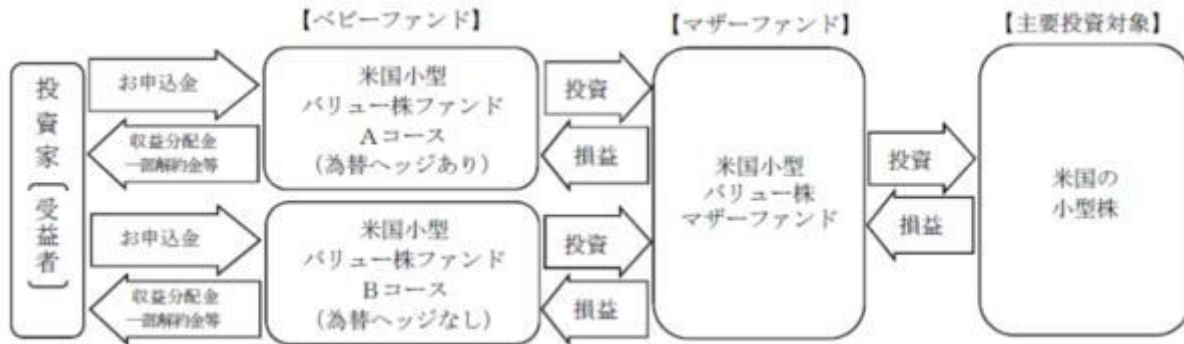 【ベビーファンド】
【マザーファンド】
【主要投資対象】
投資家
(受益者)
お申込金
収益分配金
一部解約金等
米国小型
バリュー株ファンド
Aコース
(為替ヘッジあり)
投資
損益
お申込金
収益分配金
一部解約金等
米国小型
バリュー株ファンド
Bコース
(為替ヘッジなし)
投資
損益
米国小型
バリュー株
マザーファンド
投資
損益
米国の
小型株